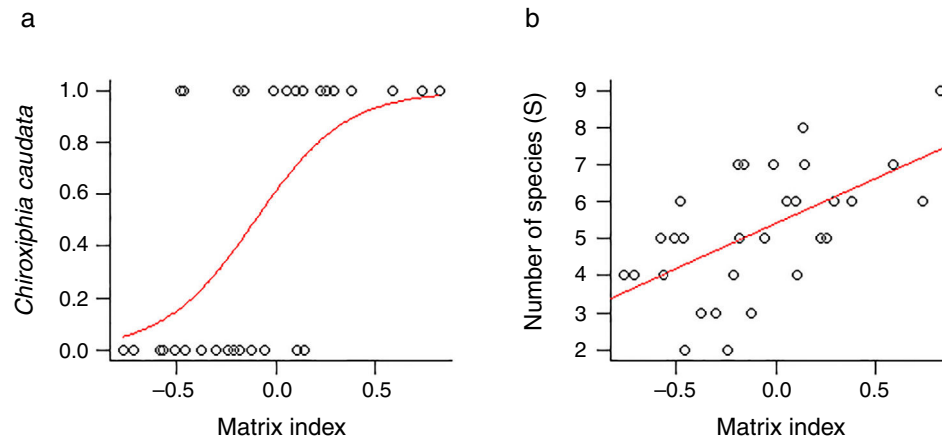 a
Chiroxiphia caudata
1.0
0.8
0.6
0.4
0.2
0.0
−0.5 0.0 0.5
Matrix index
b
Number of species (S)
9
8
7
6
5
4
3
2
−0.5 0.0 0.5
Matrix index